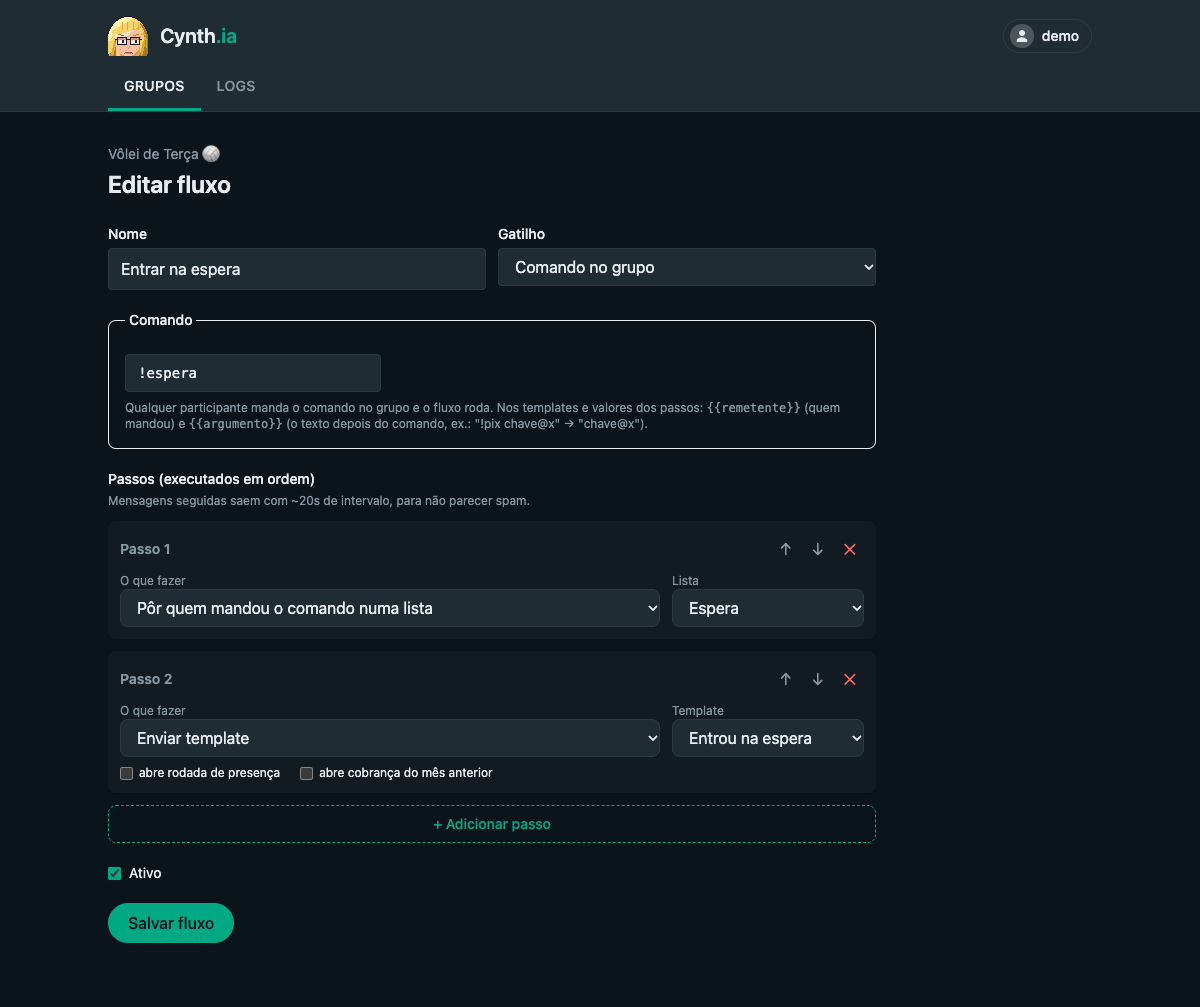 Cynth.ia
demo
GRUPOS
LOGS
Vôlei de Terça
Editar fluxo
Nome
Gatilho
Entrar na espera
Comando no grupo
Comando
!espera
Qualquer participante manda o comando no grupo e o fluxo roda. Nos templates e valores dos passos: {{remetente}} (quem
mandou) e {{argumento}} (o texto depois do comando, ex.: "!pix chave@x" → "chave@x").
Passos (executados em ordem)
Mensagens seguidas saem com ~20s de intervalo, para não parecer spam.
Passo 1
O que fazer
Lista
Pôr quem mandou o comando numa lista
Espera
Passo 2
O que fazer
Template
Enviar template
Entrou na espera
abre rodada de presença
abre cobrança do mês anterior
+ Adicionar passo
Ativo
Salvar fluxo